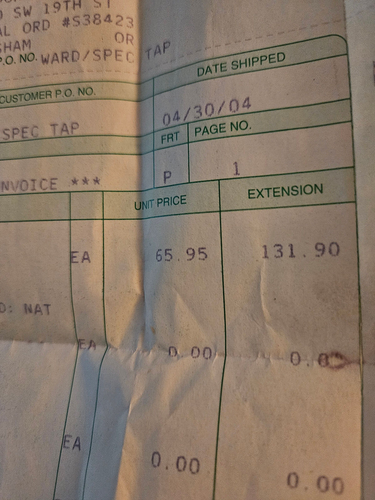 SW 19TH ST
ORD #S38423
OR
P.O. NO. WARD/SPEC TAP
CUSTOMER P.O. NO.
DATE SHIPPED
SPEC TAP
04/30/04
FRT PAGE NO.
NVOICE ***
P 1
UNIT PRICE EXTENSION
EA 65.95 131.90
D: NAT
EA 0.00
EA 0.00 0.00